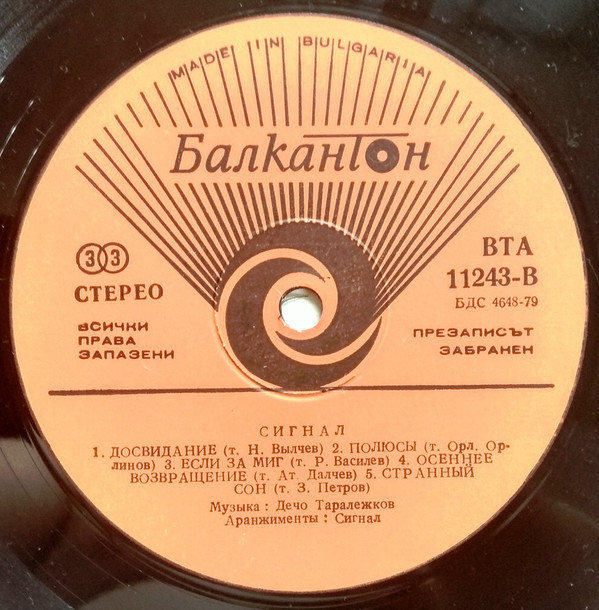 MADE IN BULGARIA
Балкантон
33
СТЕРЕО
ВСИЧКИ
ПРАВА
ЗАПАЗЕНИ
ВТА
11243-В
БДС 4648-79
ПРЕЗАПИСЪТ
ЗАБРАНЕН
СИГНАЛ
1. ДОСВИДАНИЕ (т. Н. Вылчев) 2. ПОЛЮСЫ (т. Орл. Ор-
линов) 3. ЕСЛИ ЗА МИГ (т. Р. Василев) 4. ОСЕННЕЕ
ВОЗВРАЩЕНИЕ (т. Ат. Далчев) 5. СТРАННЫЙ
СОН (т. З. Петров)
Музыка : Дечо Таралежков
Аранжименты : Сигнал